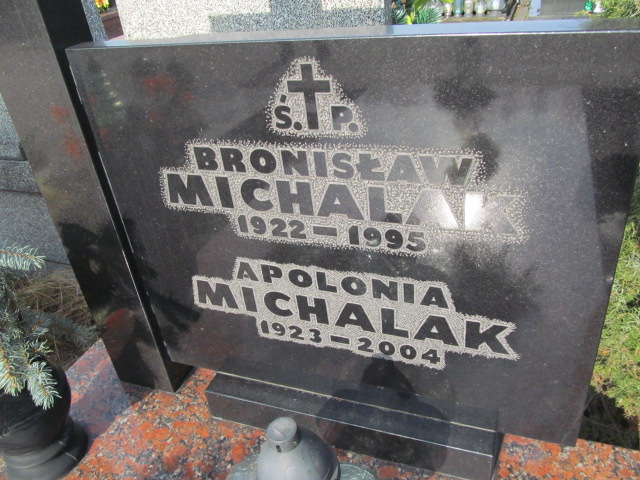 Ś. P.
BRONISŁAW
MICHALAK
1922 - 1995
APOLONIA
MICHALAK
1923 - 2004